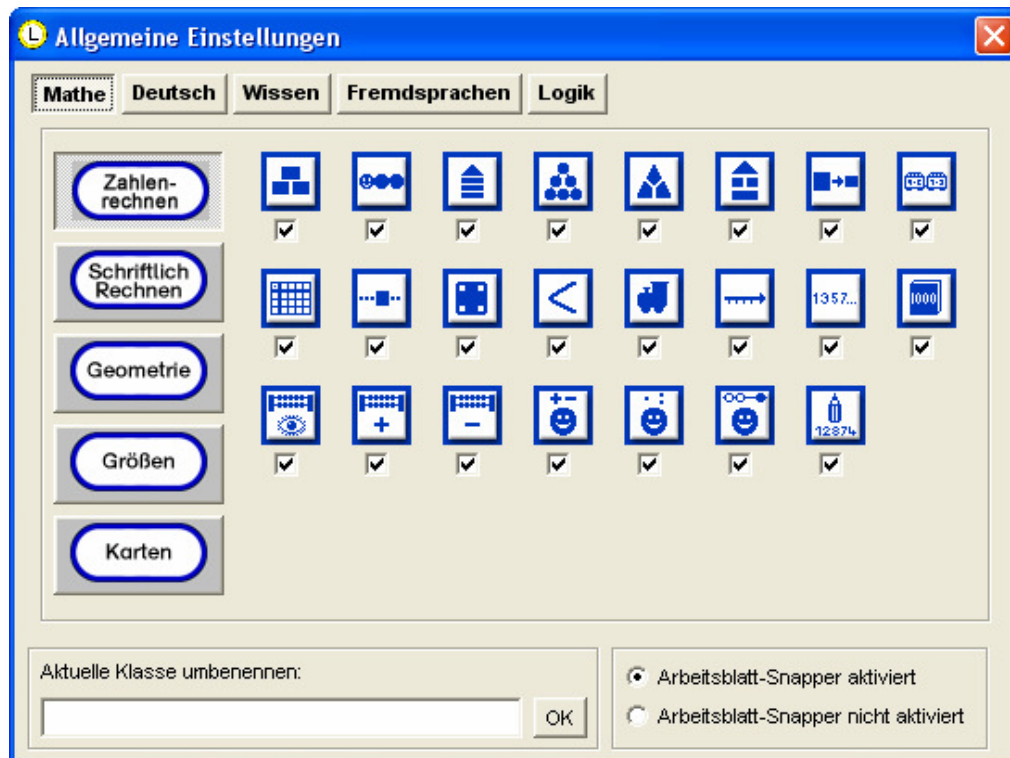 L Allgemeine Einstellungen
Mathe Deutsch Wissen Fremdsprachen Logik
Zahlen-
rechnen
Schriftlich
Rechnen
Geometrie
Größen
Karten
1357...
1000
12874
Aktuelle Klasse umbenennen:
OK
Arbeitsblatt-Snapper aktiviert
Arbeitsblatt-Snapper nicht aktiviert